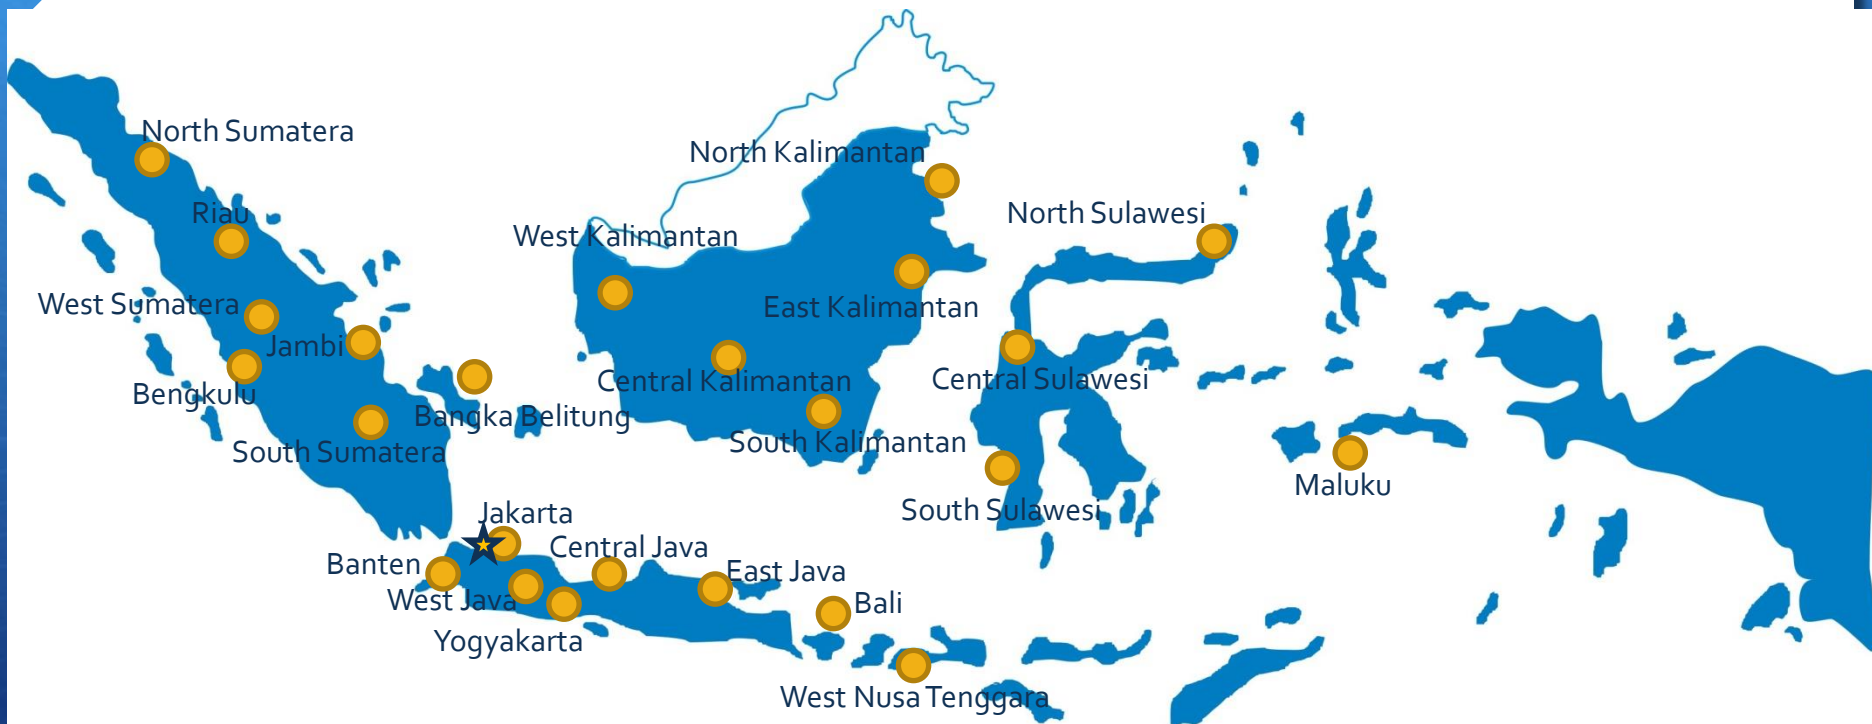 North Sumatera
North Kalimantan
Riau
North Sulawesi
West Kalimantan
West Sumatera
East Kalimantan
Jambi
Central Kalimantan
Central Sulawesi
Bengkulu
Bangka Belitung
South Kalimantan
South Sumatera
Maluku
South Sulawesi
Jakarta
Central Java
Banten
East Java
West Java
Bali
Yogyakarta
West Nusa Tenggara